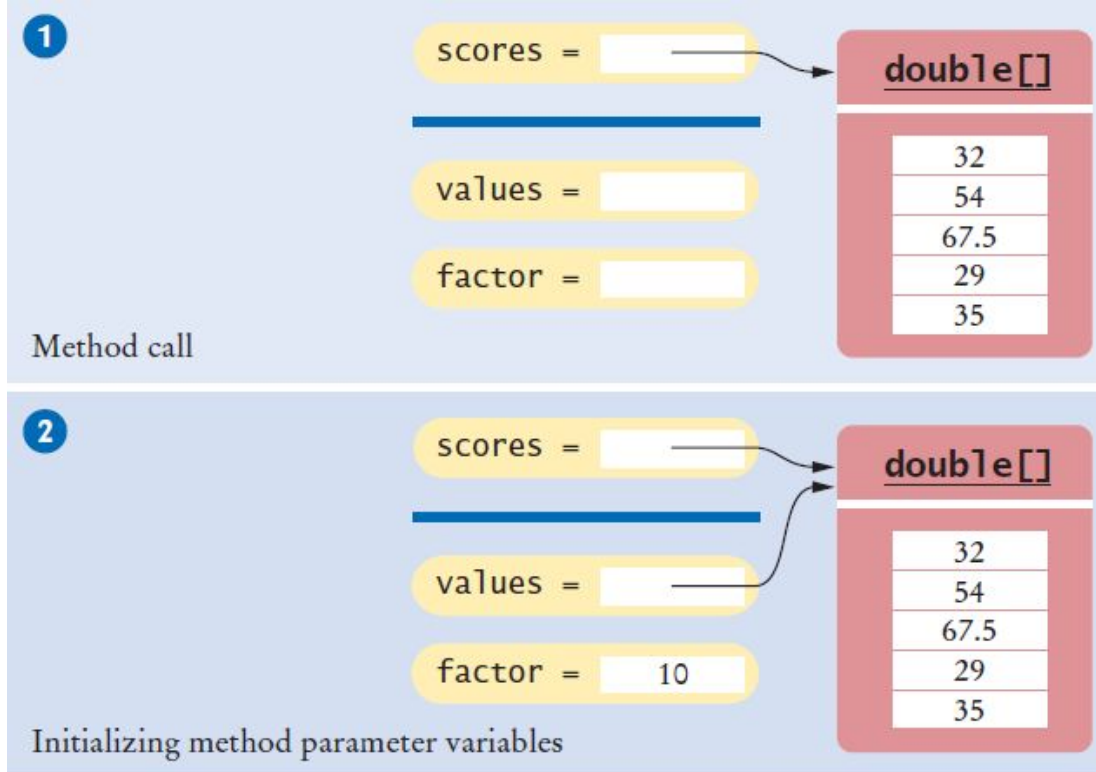 1
scores =
double[]
32
54
67.5
29
35
values =
factor =
Method call
2
scores =
double[]
32
54
67.5
29
35
values =
factor = 10
Initializing method parameter variables